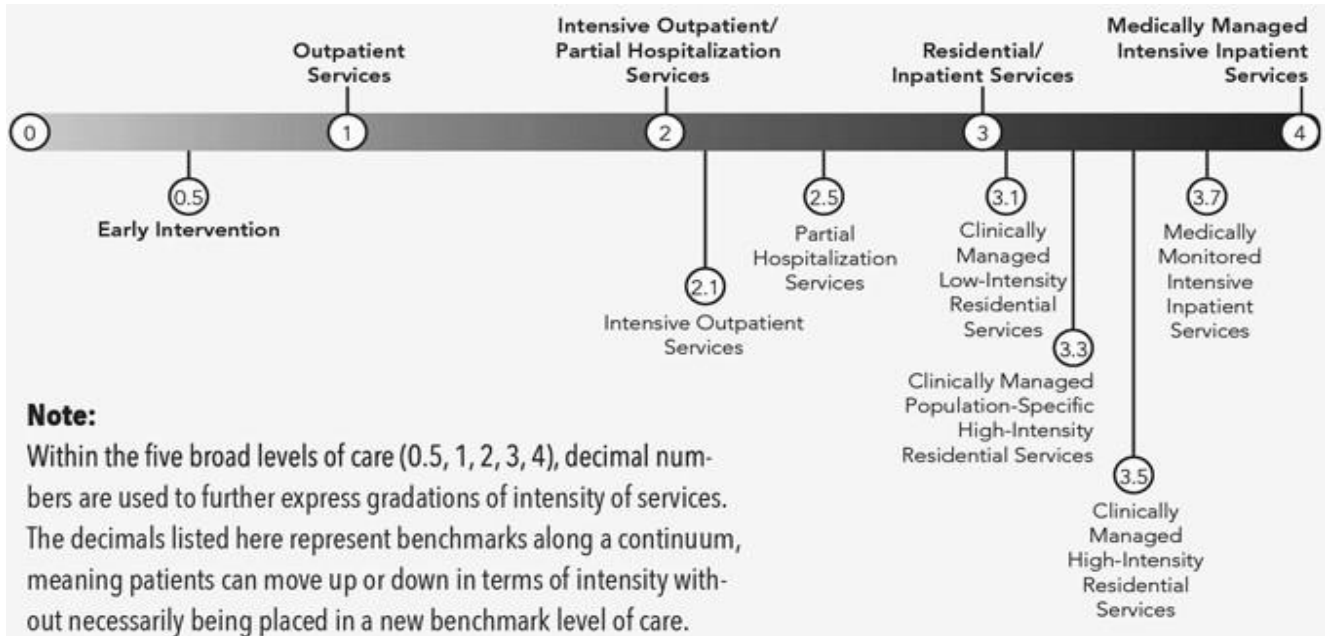 Outpatient
Services
Intensive Outpatient/
Partial Hospitalization
Services
Residential/
Inpatient Services
Medically Managed
Intensive Inpatient
Services
0
1
2
3
4
0.5
Early Intervention
2.1
Intensive Outpatient
Services
2.5
Partial
Hospitalization
Services
3.1
Clinically
Managed
Low-Intensity
Residential
Services
3.3
Clinically Managed
Population-Specific
High-Intensity
Residential Services
3.5
Clinically
Managed
High-Intensity
Residential
Services
3.7
Medically
Monitored
Intensive
Inpatient
Services
Note:
Within the five broad levels of care (0.5, 1, 2, 3, 4), decimal num-
bers are used to further express gradations of intensity of services.
The decimals listed here represent benchmarks along a continuum,
meaning patients can move up or down in terms of intensity with-
out necessarily being placed in a new benchmark level of care.